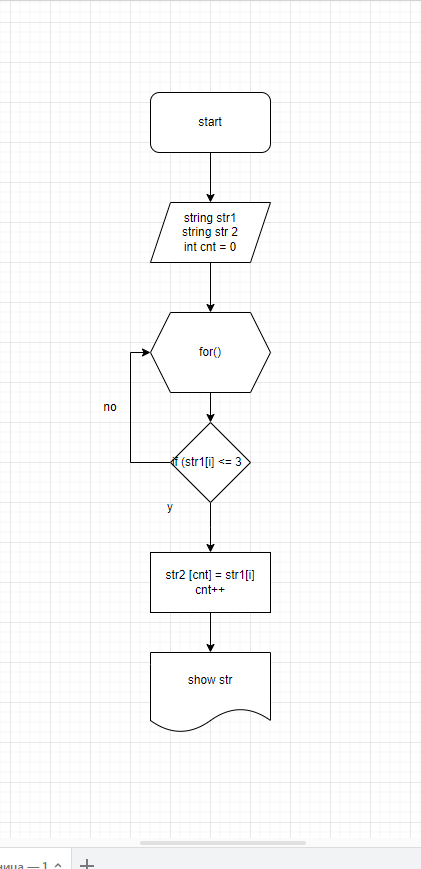 start
string str1
string str 2
int cnt = 0
for()
no
if (str1[i] <= 3
y
str2 [cnt] = str1[i]
cnt++
show str
— 1